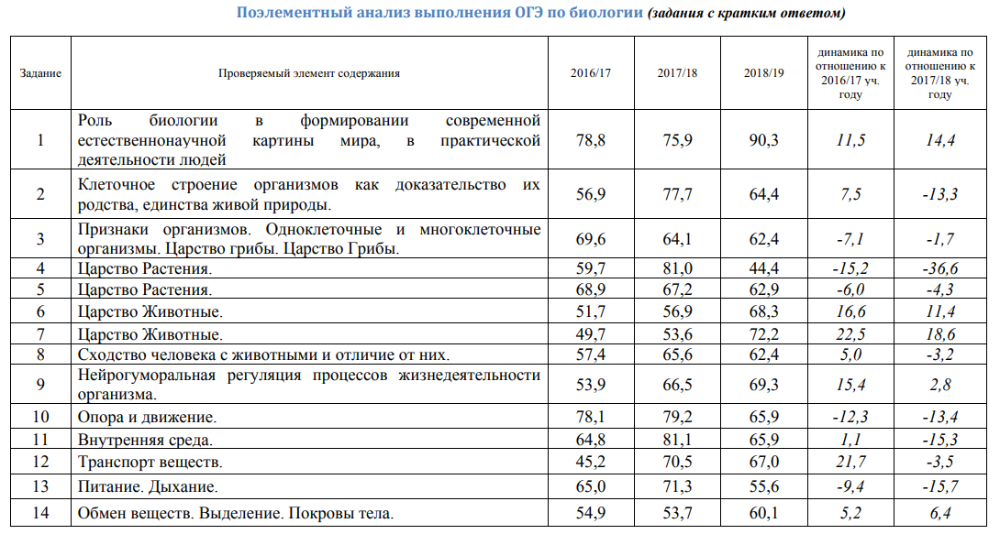 Поэлементный анализ выполнения ОГЭ по биологии (задания с кратким ответом)
Задание Проверяемый элемент содержания 2016/17 2017/18 2018/19 динамика по отношению к 2016/17 уч. году динамика по отношению к 2017/18 уч. году
1 Роль биологии в формировании современной естественнонаучной картины мира, в практической деятельности людей 78,8 75,9 90,3 11,5 14,4
2 Клеточное строение организмов как доказательство их родства, единства живой природы. 56,9 77,7 64,4 7,5 -13,3
3 Признаки организмов. Одноклеточные и многоклеточные организмы. Царство грибы. Царство Грибы. 69,6 64,1 62,4 -7,1 -1,7
4 Царство Растения. 59,7 81,0 44,4 -15,2 -36,6
5 Царство Растения. 68,9 67,2 62,9 -6,0 -4,3
6 Царство Животные. 51,7 56,9 68,3 16,6 11,4
7 Царство Животные. 49,7 53,6 72,2 22,5 18,6
8 Сходство человека с животными и отличие от них. 57,4 65,6 62,4 5,0 -3,2
9 Нейрогуморальная регуляция процессов жизнедеятельности организма. 53,9 66,5 69,3 15,4 2,8
10 Опора и движение. 78,1 79,2 65,9 -12,3 -13,4
11 Внутренняя среда. 64,8 81,1 65,9 1,1 -15,3
12 Транспорт веществ. 45,2 70,5 67,0 21,7 -3,5
13 Питание. Дыхание. 65,0 71,3 55,6 -9,4 -15,7
14 Обмен веществ. Выделение. Покровы тела. 54,9 53,7 60,1 5,2 6,4